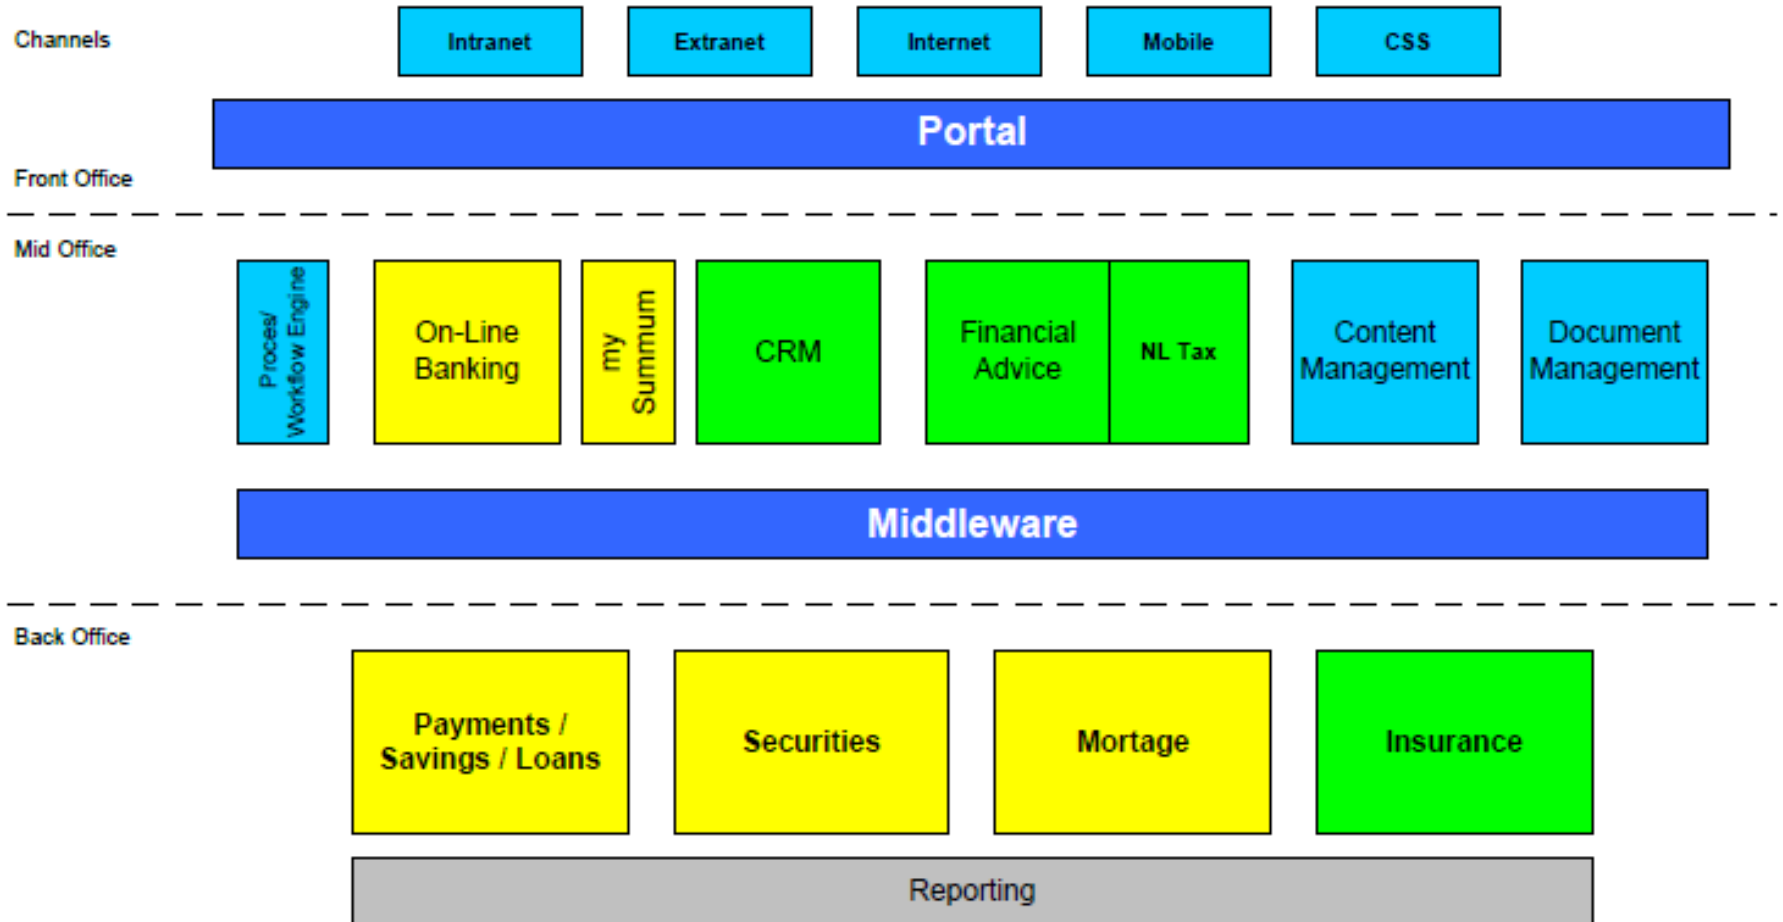 Channels
Intranet
Extranet
Internet
Mobile
CSS
Portal
Front Office
Mid Office
Proces/
Workflow Engine
On-Line
Banking
my
Summum
CRM
Financial
Advice
NL Tax
Content
Management
Document
Management
Middleware
Back Office
Payments /
Savings / Loans
Securities
Mortage
Insurance
Reporting